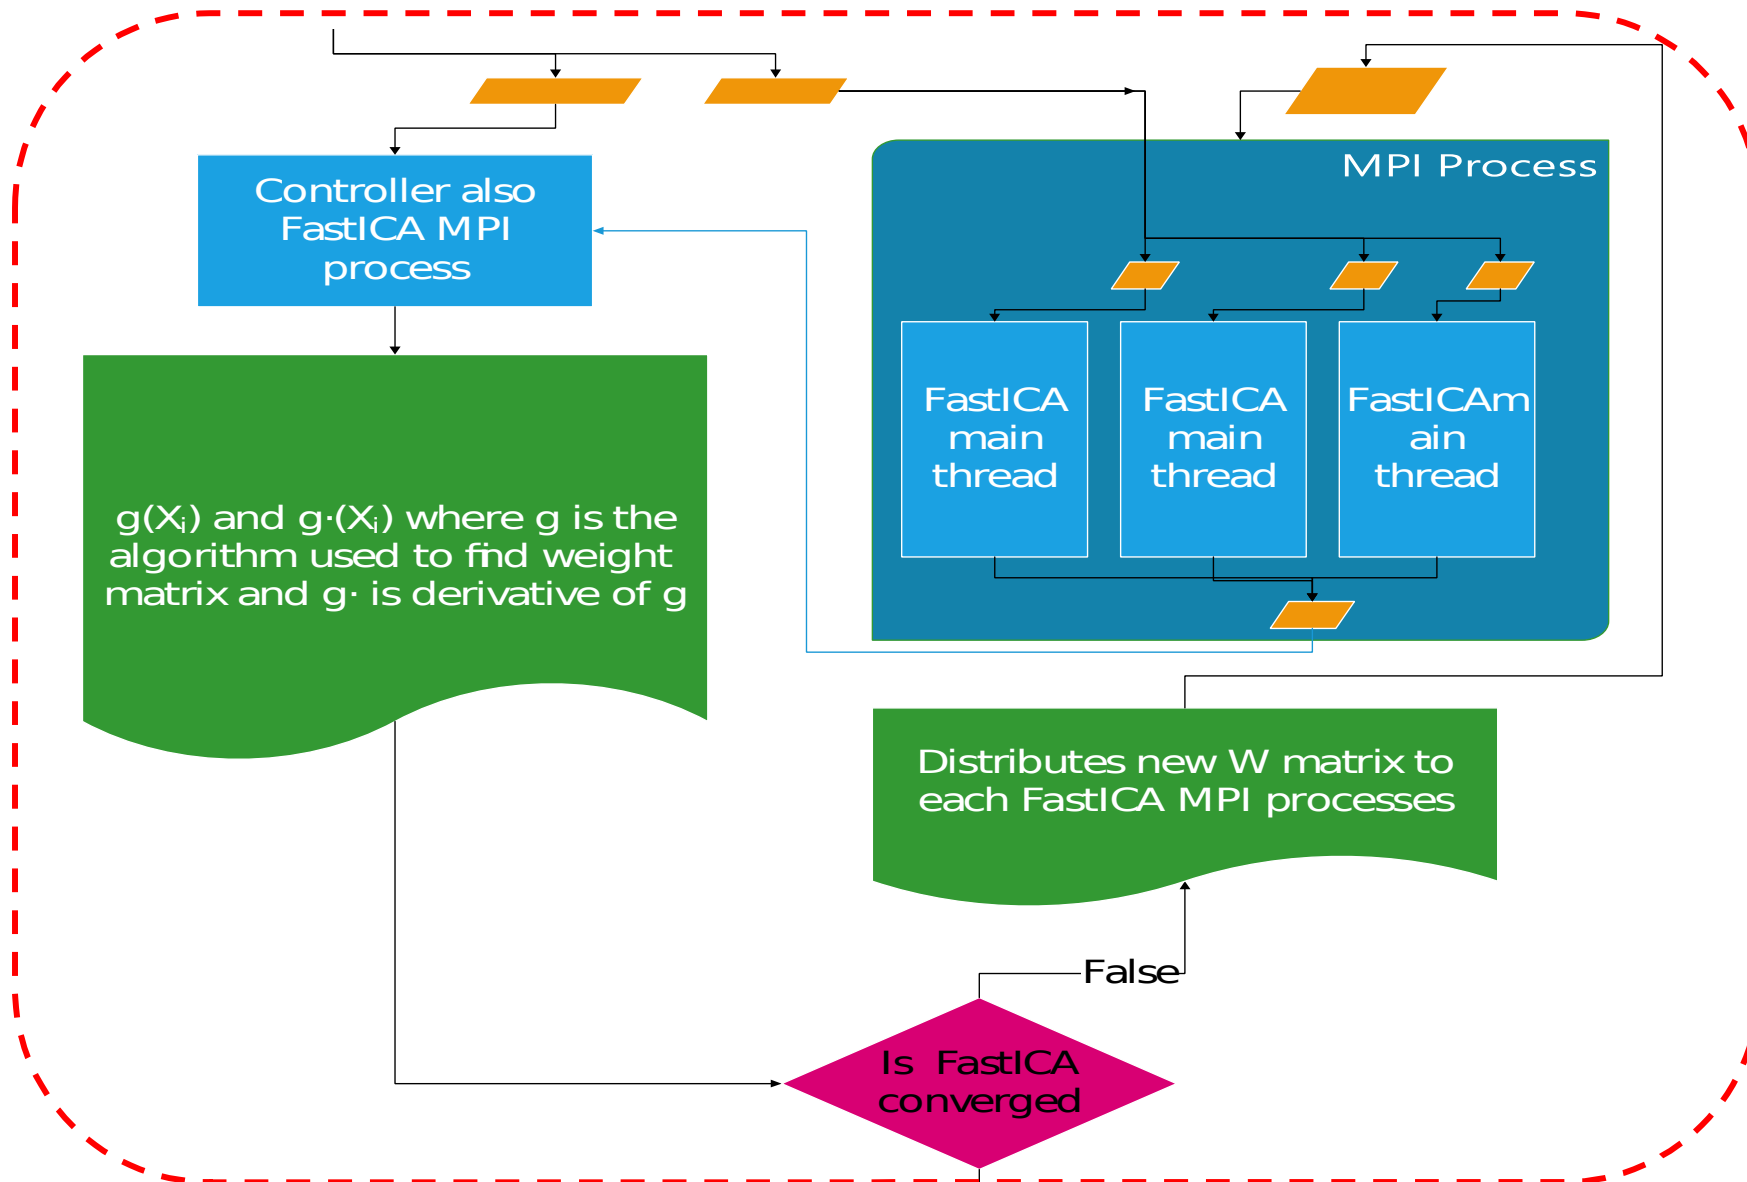 MPI Process
Controller also
FastICA MPI
process
FastICA
main
thread
FastICA
main
thread
FastICAm
ain
thread
g(Xᵢ) and g·(Xᵢ) where g is the
algorithm used to find weight
matrix and g· is derivative of g
Distributes new W matrix to
each FastICA MPI processes
False
Is FastICA
converged